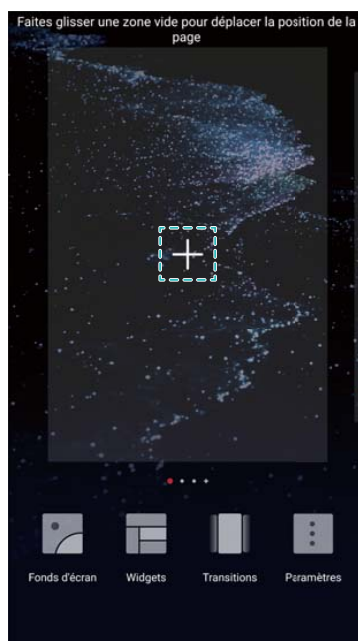 Faites glisser une zone vide pour déplacer la position de la
page
Fonds d'écran
Widgets
Transitions
Paramètres